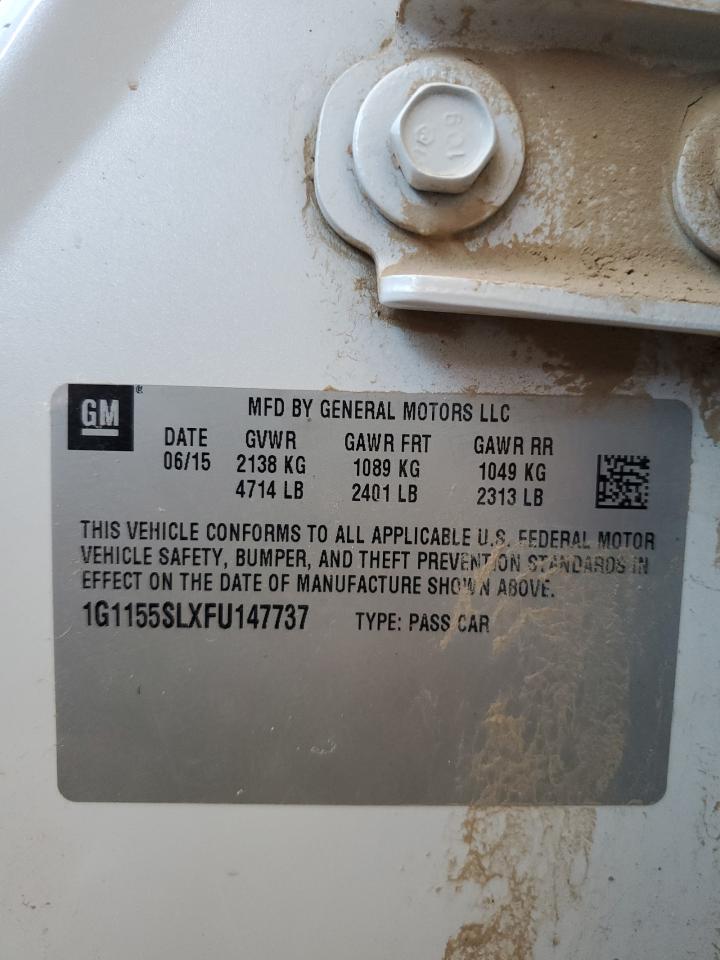 109
GM ®
MFD BY GENERAL MOTORS LLC
DATE GVWR GAWR FRT GAWR RR
06/15 2138 KG 1089 KG 1049 KG
4714 LB 2401 LB 2313 LB
THIS VEHICLE CONFORMS TO ALL APPLICABLE U.S. FEDERAL MOTOR
VEHICLE SAFETY, BUMPER, AND THEFT PREVENTION STANDARDS IN
EFFECT ON THE DATE OF MANUFACTURE SHOWN ABOVE.
1G1155SLXFU147737 TYPE: PASS CAR